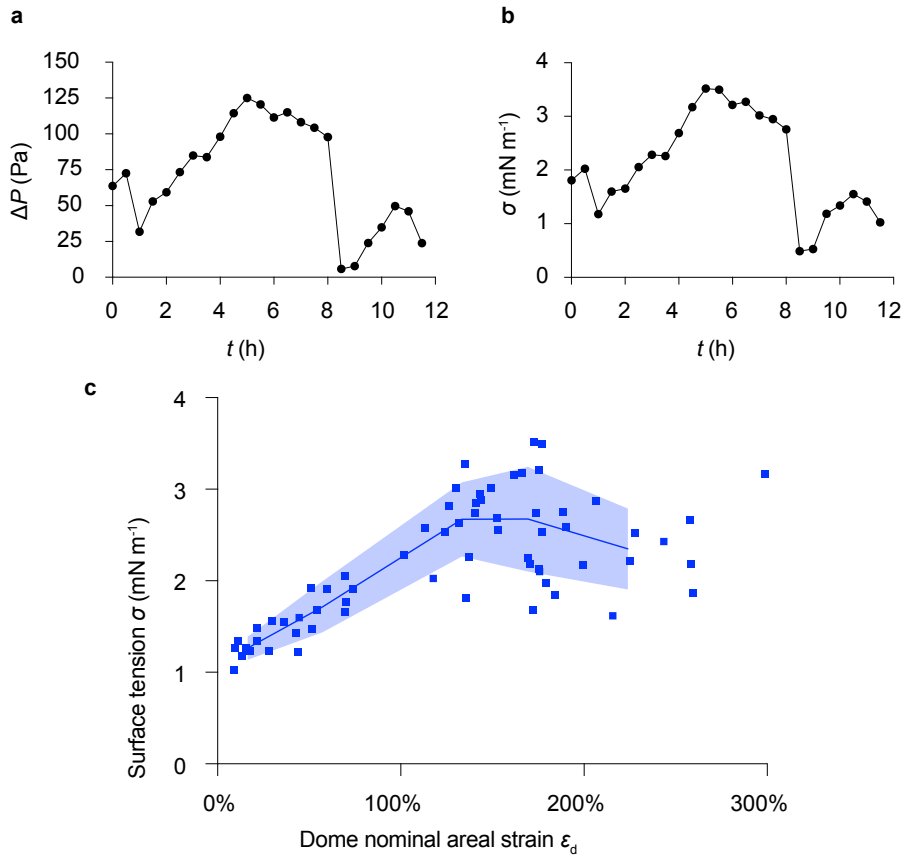 a
150
125
100
75
50
25
0
ΔP (Pa)
0 2 4 6 8 10 12
t (h)
b
4
3
2
1
0
σ (mN m⁻¹)
0 2 4 6 8 10 12
t (h)
c
4
3
2
1
0
Surface tension σ (mN m⁻¹)
0% 100% 200% 300%
Dome nominal areal strain ε_d